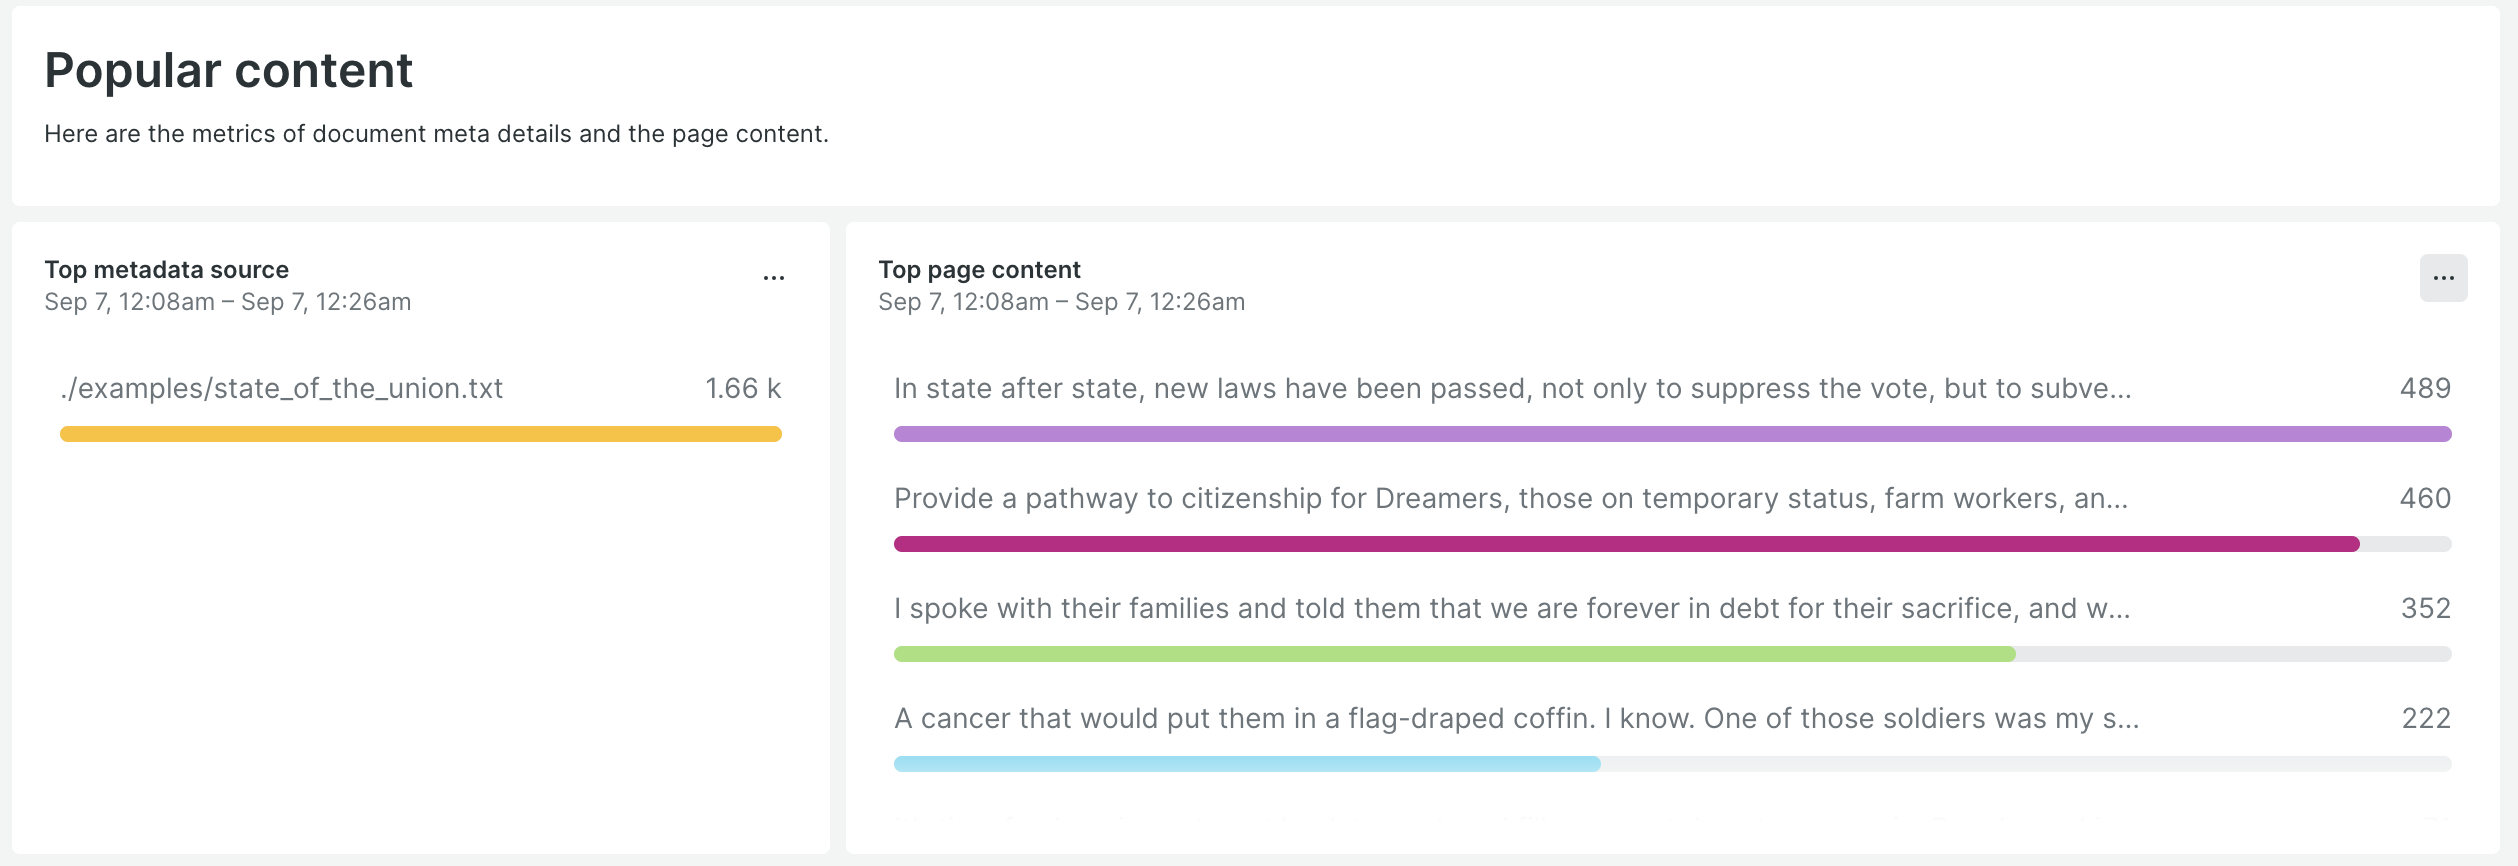 Popular content
Here are the metrics of document meta details and the page content.
Top metadata source
Sep 7, 12:08am – Sep 7, 12:26am
...
./examples/state_of_the_union.txt 1.66 k
Top page content
Sep 7, 12:08am – Sep 7, 12:26am
...
In state after state, new laws have been passed, not only to suppress the vote, but to subve... 489
Provide a pathway to citizenship for Dreamers, those on temporary status, farm workers, an... 460
I spoke with their families and told them that we are forever in debt for their sacrifice, and w... 352
A cancer that would put them in a flag-draped coffin. I know. One of those soldiers was my s... 222